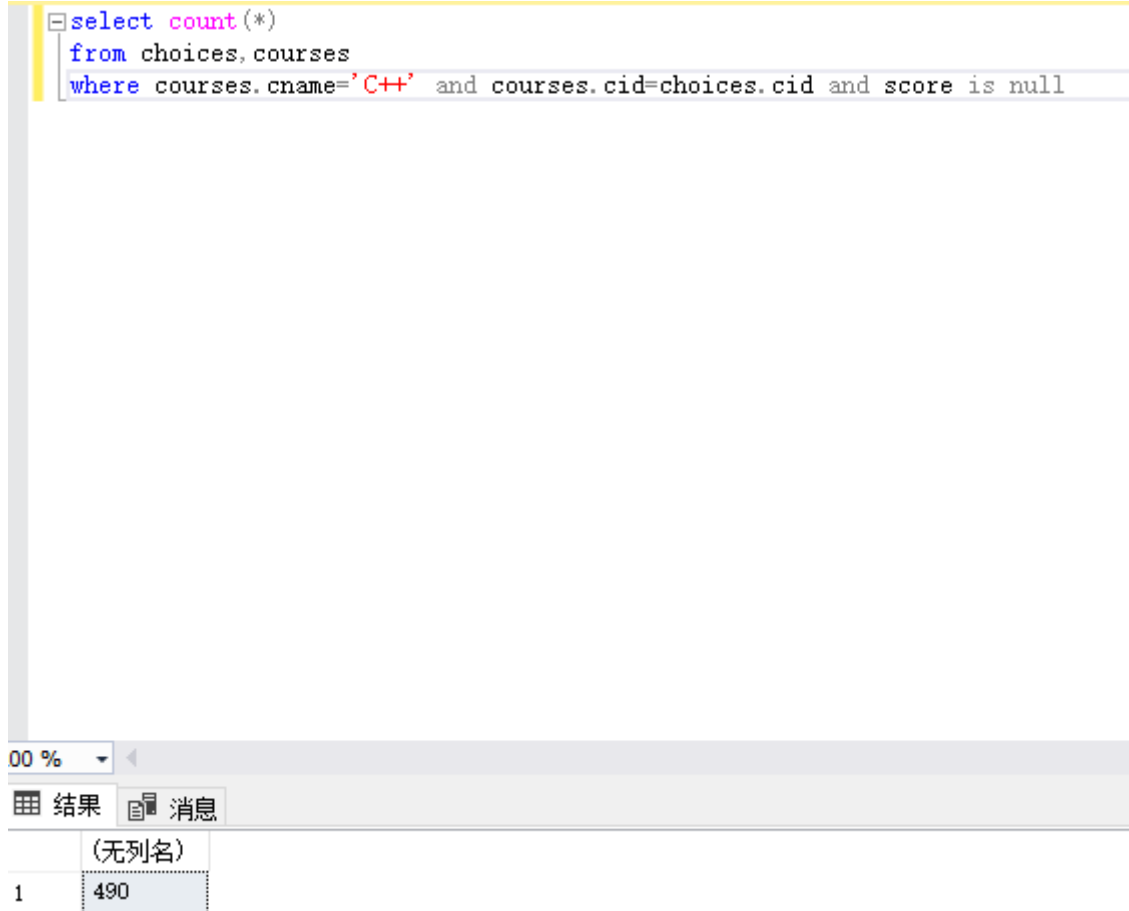 select count(*)
from choices,courses
where courses.cname='C++' and courses.cid=choices.cid and score is null
00 %
结果 消息
(无列名)
1 490